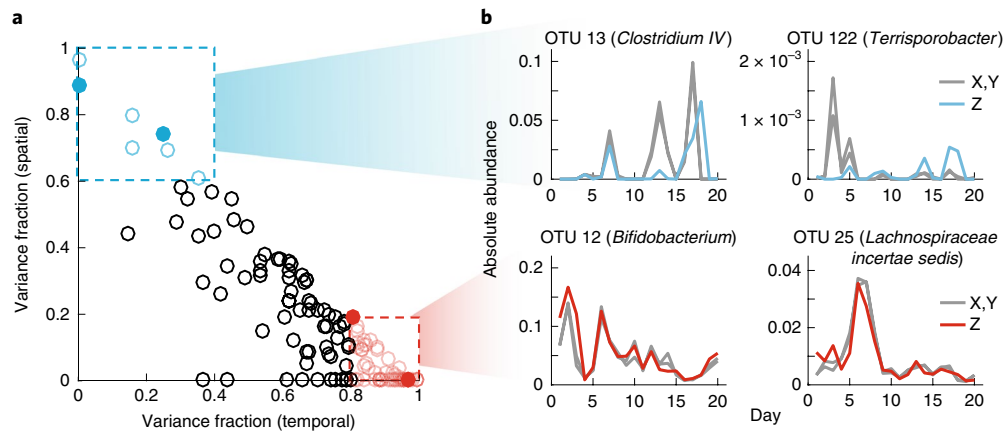 a
1
0.8
0.6
0.4
0.2
0
0 0.2 0.4 0.6 0.8 1
Variance fraction (spatial)
Variance fraction (temporal)
b
Absolute abundance
OTU 13 (Clostridium IV)
0.1
0.05
0
0 5 10 15 20
OTU 122 (Terrisporobacter)
2 × 10⁻³
1 × 10⁻³
0
0 5 10 15 20
X,Y
Z
OTU 12 (Bifidobacterium)
0.2
0.1
0
0 5 10 15 20
OTU 25 (Lachnospiraceae
incertae sedis)
0.04
0.02
0
0 5 10 15 20
X,Y
Z
Day